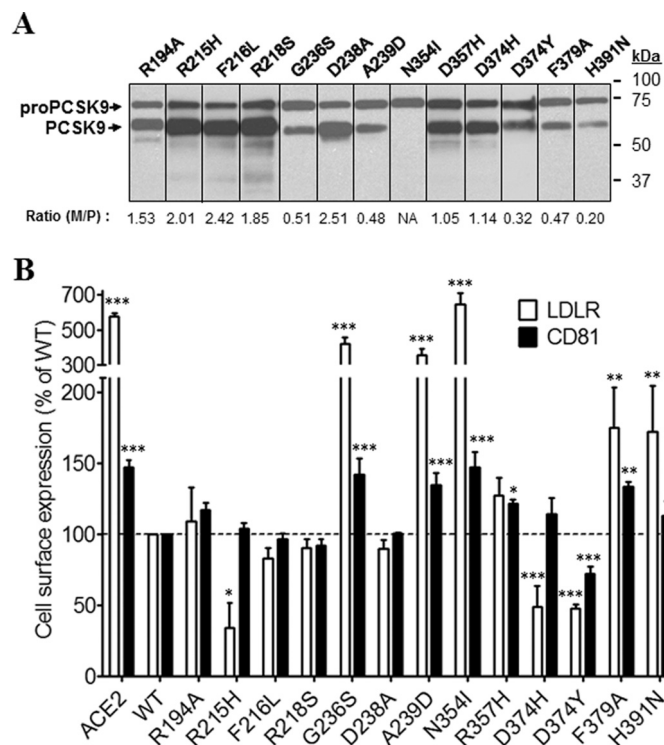 A
R194A R215H F216L R218S G236S D238A A239D N354I D357H D374H D374Y F379A H391N
kDa
100
proPCSK9 75
PCSK9
50
37
Ratio (M/P) : 1.53 2.01 2.42 1.85 0.51 2.51 0.48 NA 1.05 1.14 0.32 0.47 0.20
B
Cell surface expression (% of WT)
700
500
300
200
150
100
50
0
LDLR
CD81
*** *** * *** *** *** *** *** *** * *** *** *** ** ** **
ACE2 WT R194A R215H F216L R218S G236S D238A A239D N354I R357H D374H D374Y F379A H391N